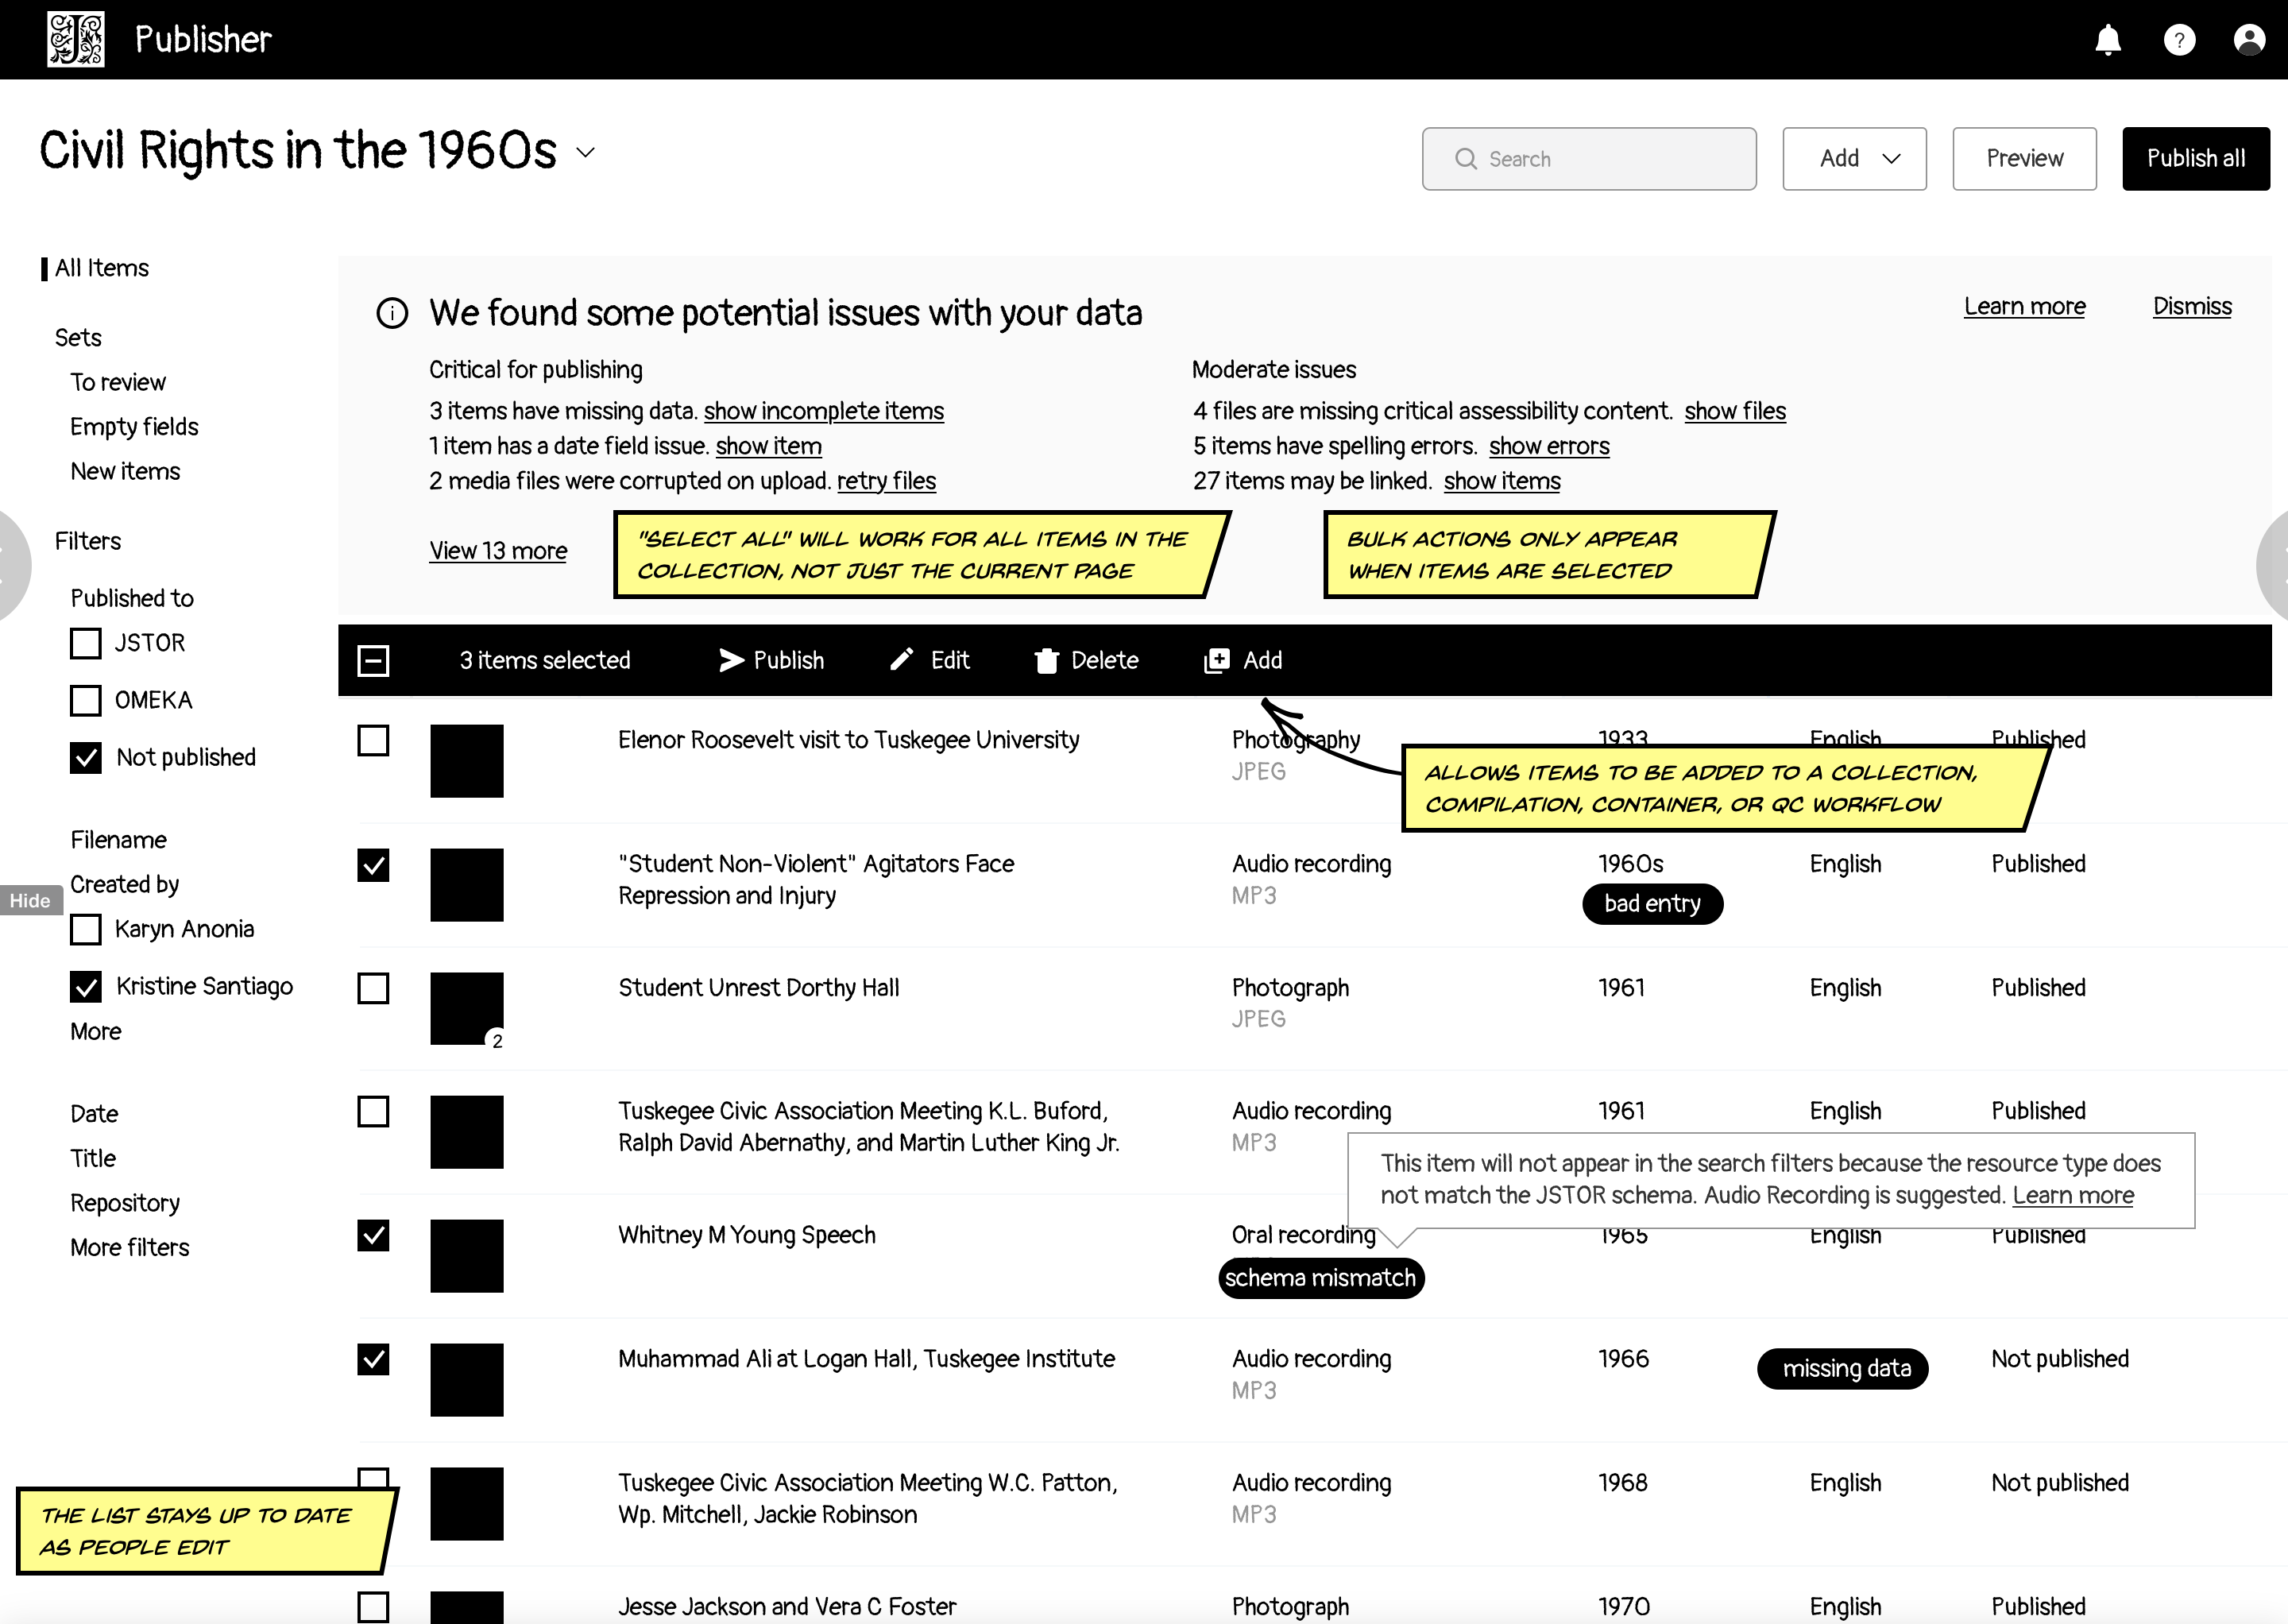 J Publisher
Civil Rights in the 1960s
Search
Add
Preview
Publish all
All Items
Sets
To review
Empty fields
New items
Filters
Published to
JSTOR
OMEKA
Not published
Filename
Created by
Karyn Anonia
Kristine Santiago
More
Date
Title
Repository
More filters
Hide
We found some potential issues with your data
Learn more
Dismiss
Critical for publishing
3 items have missing data. show incomplete items
1 item has a date field issue. show item
2 media files were corrupted on upload. retry files
View 13 more
Moderate issues
4 files are missing critical assessibility content. show files
5 items have spelling errors. show errors
27 items may be linked. show items
"SELECT ALL" WILL WORK FOR ALL ITEMS IN THE
COLLECTION, NOT JUST THE CURRENT PAGE
BULK ACTIONS ONLY APPEAR
WHEN ITEMS ARE SELECTED
3 items selected
Publish
Edit
Delete
Add
Elenor Roosevelt visit to Tuskegee University
Photography
JPEG
1933
English
Published
ALLOWS ITEMS TO BE ADDED TO A COLLECTION,
COMPILATION, CONTAINER, OR QC WORKFLOW
"Student Non-Violent" Agitators Face
Repression and Injury
Audio recording
MP3
1960s
bad entry
English
Published
2
Student Unrest Dorthy Hall
Photograph
JPEG
1961
English
Published
Tuskegee Civic Association Meeting K.L. Buford,
Ralph David Abernathy, and Martin Luther King Jr.
Audio recording
MP3
1961
English
Published
This item will not appear in the search filters because the resource type does
not match the JSTOR schema. Audio Recording is suggested. Learn more
Whitney M Young Speech
Oral recording
schema mismatch
1965
English
Published
Muhammad Ali at Logan Hall, Tuskegee Institute
Audio recording
MP3
1966
missing data
Not published
Tuskegee Civic Association Meeting W.C. Patton,
Wp. Mitchell, Jackie Robinson
Audio recording
MP3
1968
English
Not published
THE LIST STAYS UP TO DATE
AS PEOPLE EDIT
Jesse Jackson and Vera C Foster
Photograph
1970
English
Published